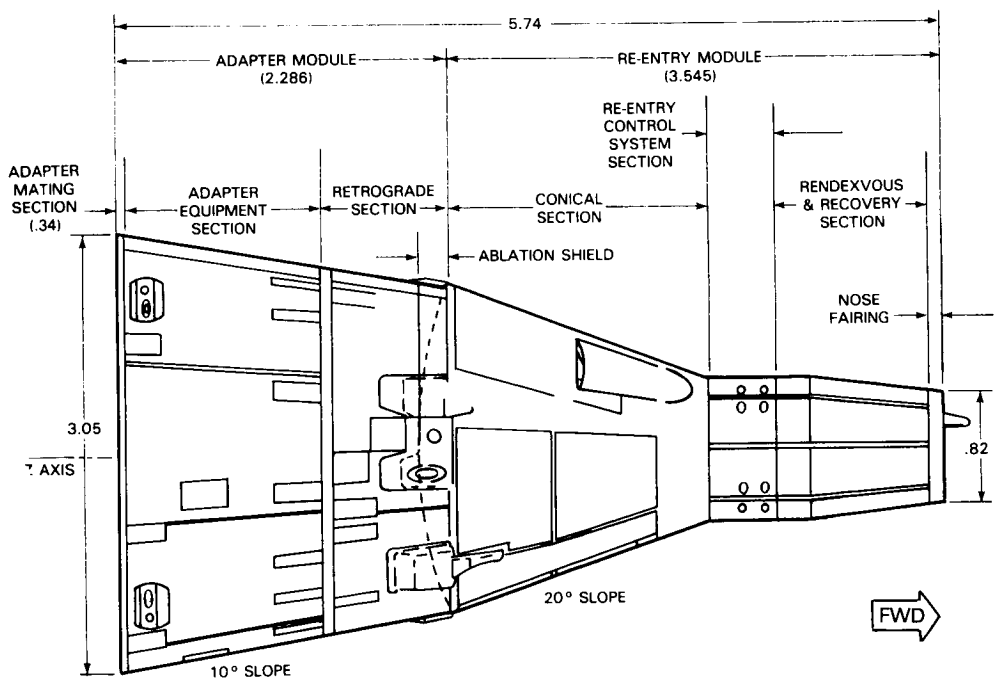 5.74
ADAPTER MODULE
(2.286)
RE-ENTRY MODULE
(3.545)
RE-ENTRY
CONTROL
SYSTEM
SECTION
ADAPTER
MATING
SECTION
(.34)
ADAPTER
EQUIPMENT
SECTION
RETROGRADE
SECTION
CONICAL
SECTION
RENDEXVOUS
& RECOVERY
SECTION
ABLATION SHIELD
NOSE
FAIRING
3.05
AXIS
.82
20° SLOPE
FWD
10° SLOPE